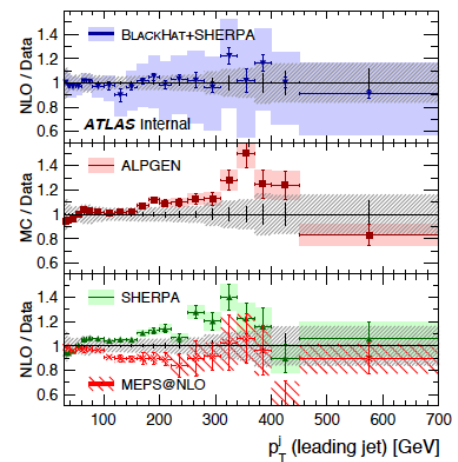 NLO / Data
1.4
1.2
1
0.8
0.6
BLACKHAT+SHERPA
ATLAS Internal
MC / Data
1.4
1.2
1
0.8
0.6
ALPGEN
NLO / Data
1.4
1.2
1
0.8
0.6
SHERPA
MEPS@NLO
100 200 300 400 500 600 700
p_T^j (leading jet) [GeV]